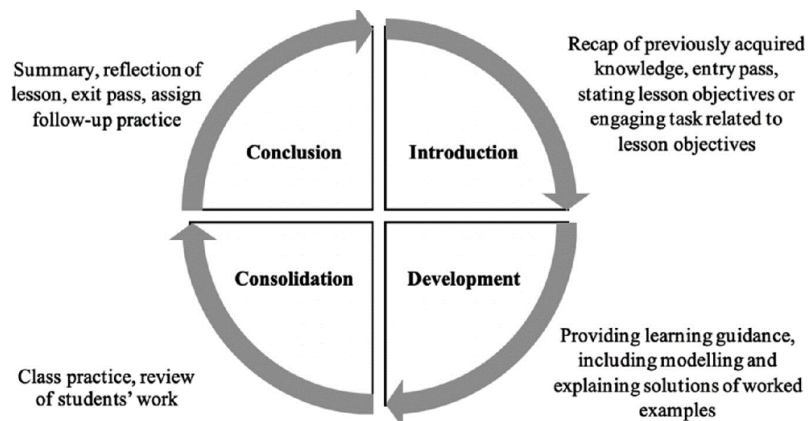 Summary, reflection of
lesson, exit pass, assign
follow-up practice
Conclusion
Introduction
Recap of previously acquired
knowledge, entry pass,
stating lesson objectives or
engaging task related to
lesson objectives
Consolidation
Development
Class practice, review
of students' work
Providing learning guidance,
including modelling and
explaining solutions of worked
examples